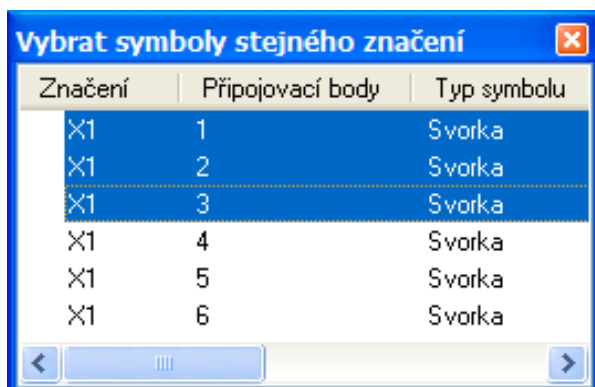 Vybrat symboly stejného značení
Značení Připojovací body Typ symbolu
X1 1 Svorka
X1 2 Svorka
X1 3 Svorka
X1 4 Svorka
X1 5 Svorka
X1 6 Svorka